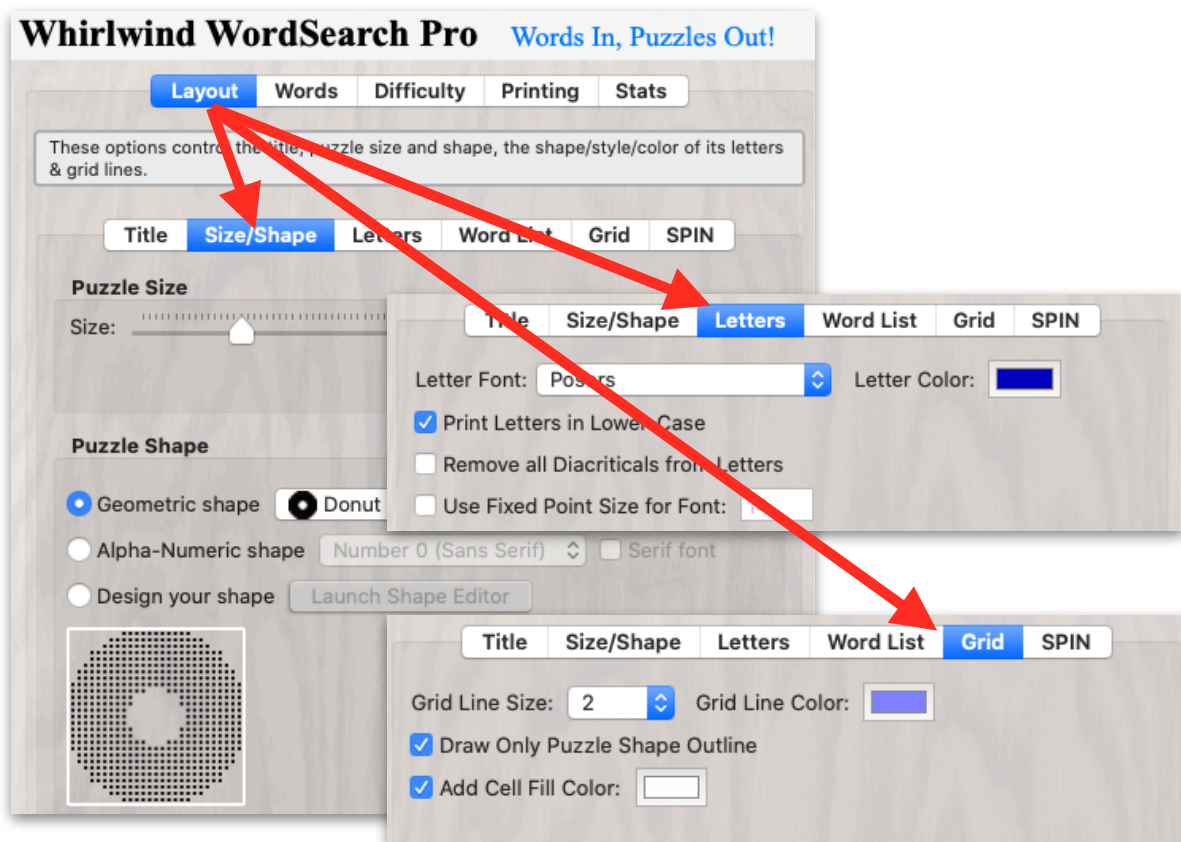 Whirlwind WordSearch Pro Words In, Puzzles Out!
Layout Words Difficulty Printing Stats
These options control the title, puzzle size and shape, the shape/style/color of its letters
& grid lines.
Title Size/Shape Letters Word List Grid SPIN
Puzzle Size
Size:
Puzzle Shape
Geometric shape Donut
Alpha-Numeric shape Number 0 (Sans Serif) Serif font
Design your shape Launch Shape Editor
Title Size/Shape Letters Word List Grid SPIN
Letter Font: Posers Letter Color:
Print Letters in Lower Case
Remove all Diacriticals from Letters
Use Fixed Point Size for Font:
Title Size/Shape Letters Word List Grid SPIN
Grid Line Size: 2 Grid Line Color:
Draw Only Puzzle Shape Outline
Add Cell Fill Color: